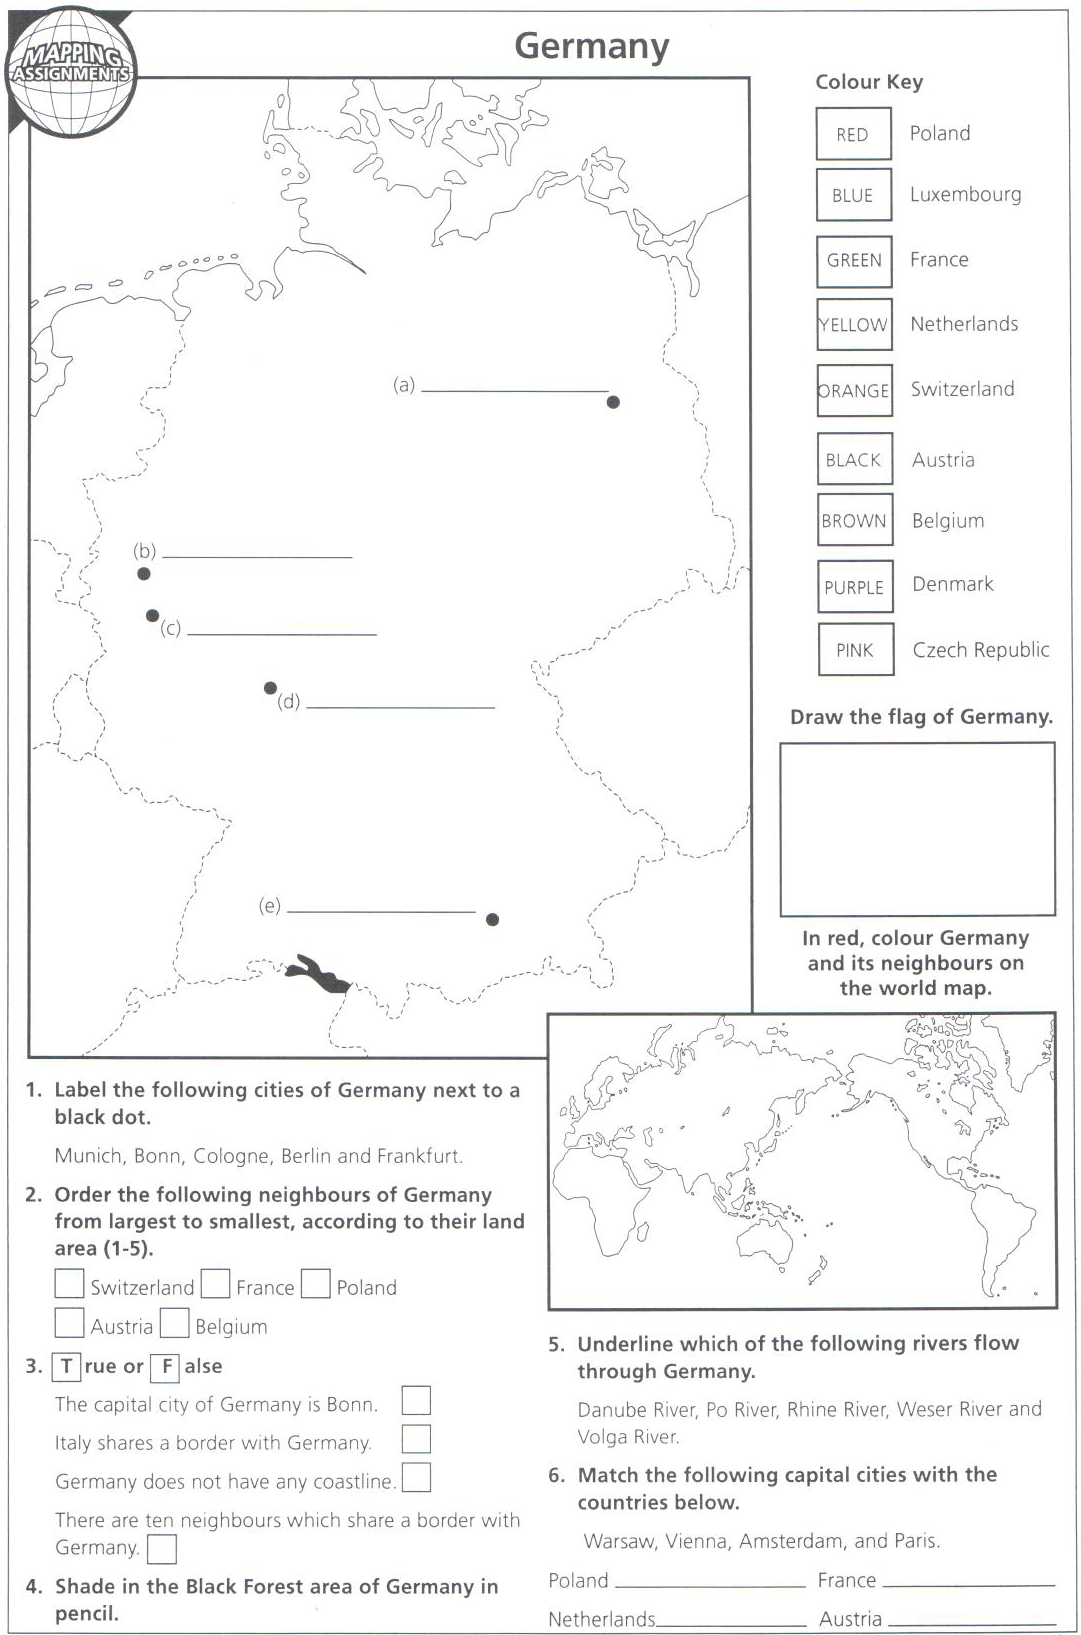 MAPPING
ASSIGNMENTS
Germany
Colour Key
RED Poland
BLUE Luxembourg
GREEN France
YELLOW Netherlands
ORANGE Switzerland
BLACK Austria
BROWN Belgium
PURPLE Denmark
PINK Czech Republic
(a)
(b)
(c)
(d)
(e)
Draw the flag of Germany.
In red, colour Germany
and its neighbours on
the world map.
1. Label the following cities of Germany next to a
black dot.
Munich, Bonn, Cologne, Berlin and Frankfurt.
2. Order the following neighbours of Germany
from largest to smallest, according to their land
area (1-5).
Switzerland France Poland
Austria Belgium
3. T rue or F alse
The capital city of Germany is Bonn.
Italy shares a border with Germany.
Germany does not have any coastline.
There are ten neighbours which share a border with
Germany.
4. Shade in the Black Forest area of Germany in
pencil.
5. Underline which of the following rivers flow
through Germany.
Danube River, Po River, Rhine River, Weser River and
Volga River.
6. Match the following capital cities with the
countries below.
Warsaw, Vienna, Amsterdam, and Paris.
Poland France
Netherlands Austria